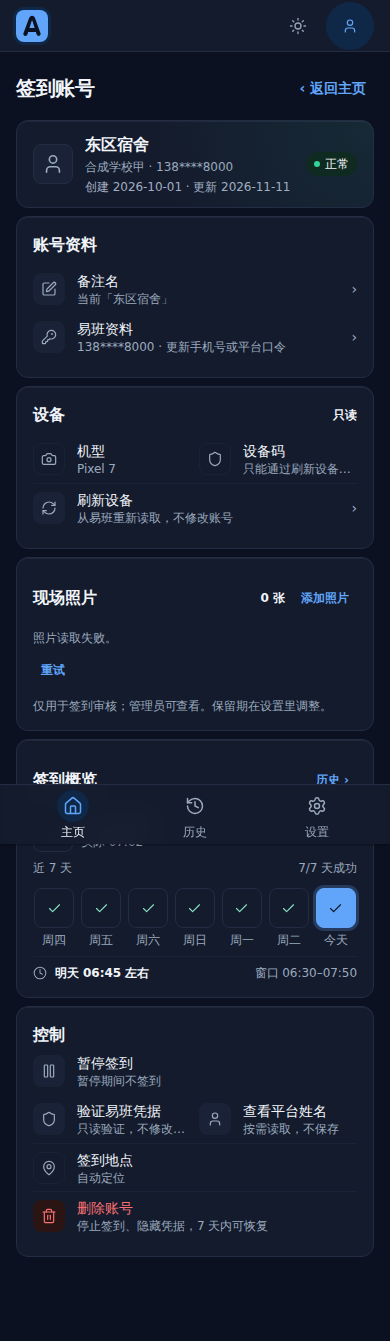 A
签到账号
‹ 返回主页
东区宿舍
合成学校甲 · 138****8000
创建 2026-10-01 · 更新 2026-11-11
正常
账号资料
备注名
当前「东区宿舍」
›
易班资料
138****8000 · 更新手机号或平台口令
›
设备
只读
机型
Pixel 7
设备码
只能通过刷新设备…
刷新设备
从易班重新读取，不修改账号
›
现场照片
0 张
添加照片
照片读取失败。
重试
仅用于签到审核；管理员可查看。保留期在设置里调整。
签到概览
历史 ›
主页
历史
设置
近 7 天
7/7 天成功
周四
周五
周六
周日
周一
周二
今天
明天 06:45 左右
窗口 06:30–07:50
控制
暂停签到
暂停期间不签到
验证易班凭据
只读验证，不修改…
查看平台姓名
按需读取，不保存
签到地点
自动定位
删除账号
停止签到、隐藏凭据，7 天内可恢复